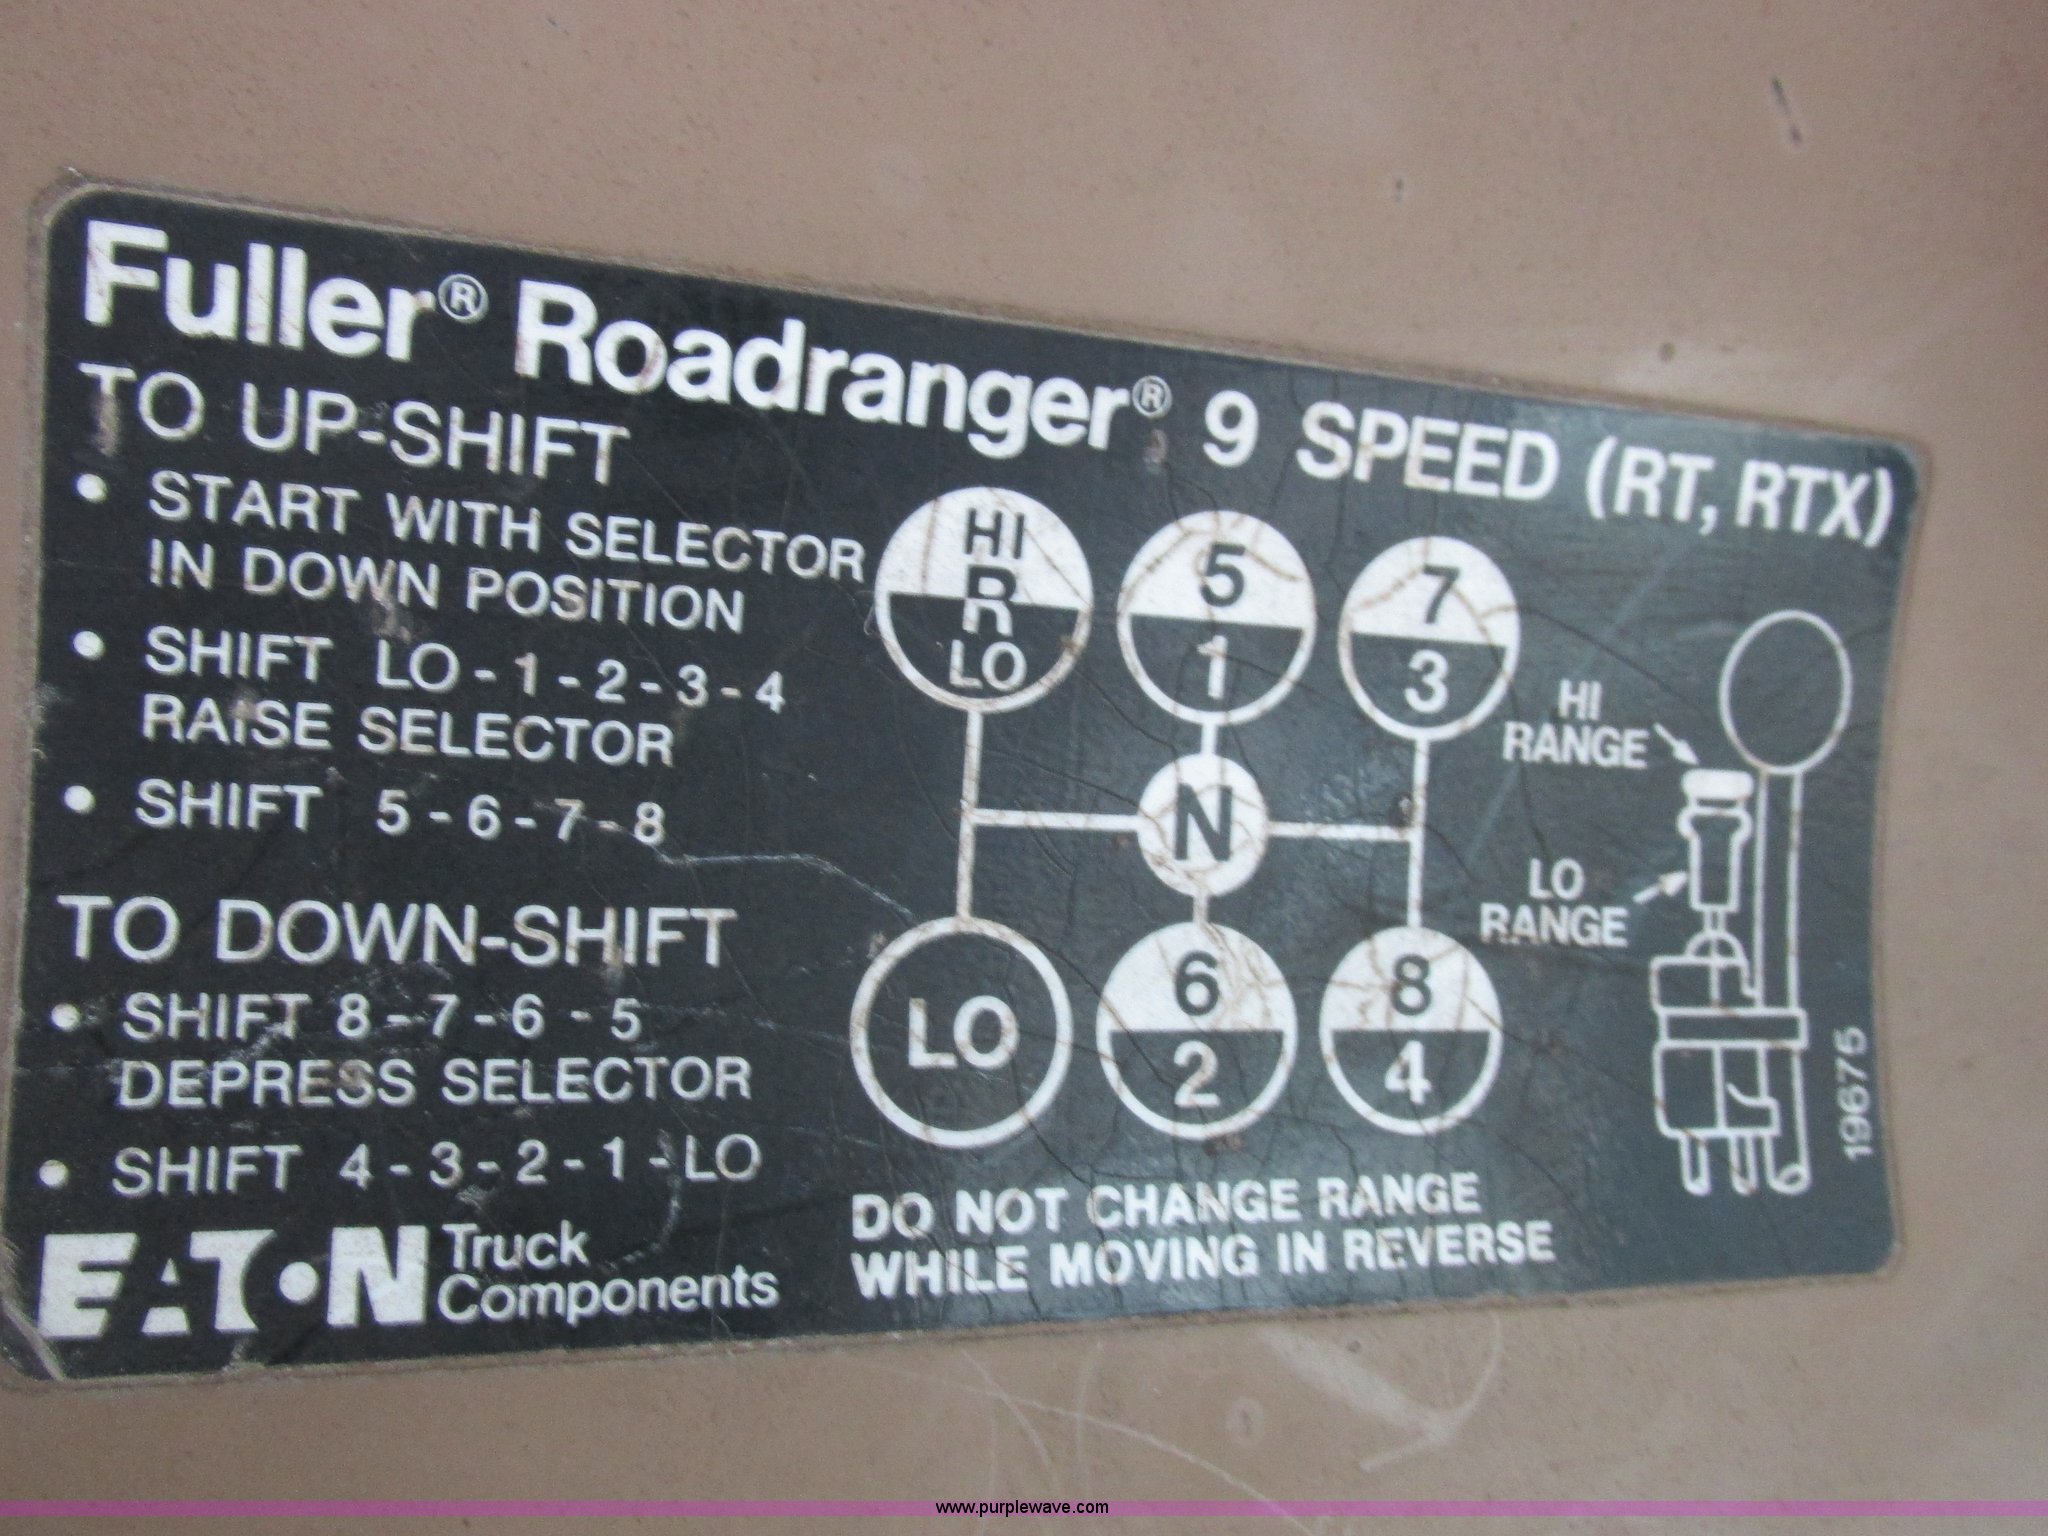 Fuller® Roadranger® 9 SPEED (RT, RTX)
TO UP-SHIFT
• START WITH SELECTOR
IN DOWN POSITION
• SHIFT LO - 1 - 2 - 3 - 4
RAISE SELECTOR
• SHIFT 5 - 6 - 7 - 8
TO DOWN-SHIFT
• SHIFT 8 - 7 - 6 - 5
DEPRESS SELECTOR
• SHIFT 4 - 3 - 2 - 1 - LO
EATON Truck
Components
HI
R
LO
5
1
7
3
N
LO
6
2
8
4
HI
RANGE
LO
RANGE
DO NOT CHANGE RANGE
WHILE MOVING IN REVERSE
19675
www.purplewave.com